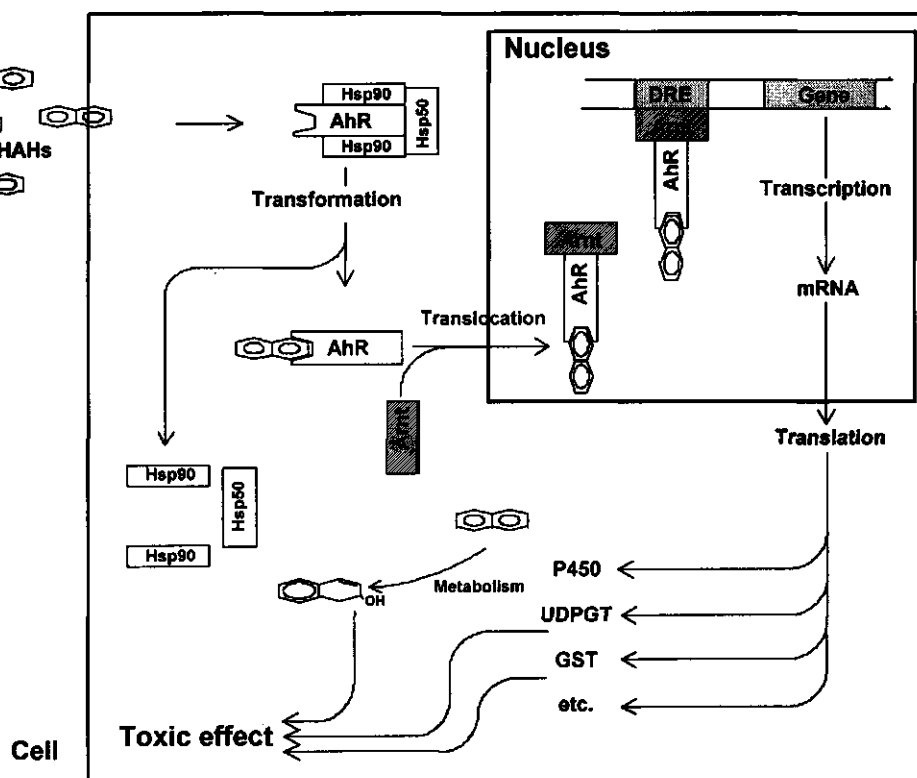 Nucleus
Hsp90
AhR
Hsp90
Hsp50
HAHs
DRE
Gene
AhR
Transformation
Transcription
Arnt
AhR
mRNA
Translocation
AhR
Arnt
Translation
Hsp90
Hsp50
Hsp90
P450
Metabolism
OH
UDPGT
GST
etc.
Toxic effect
Cell